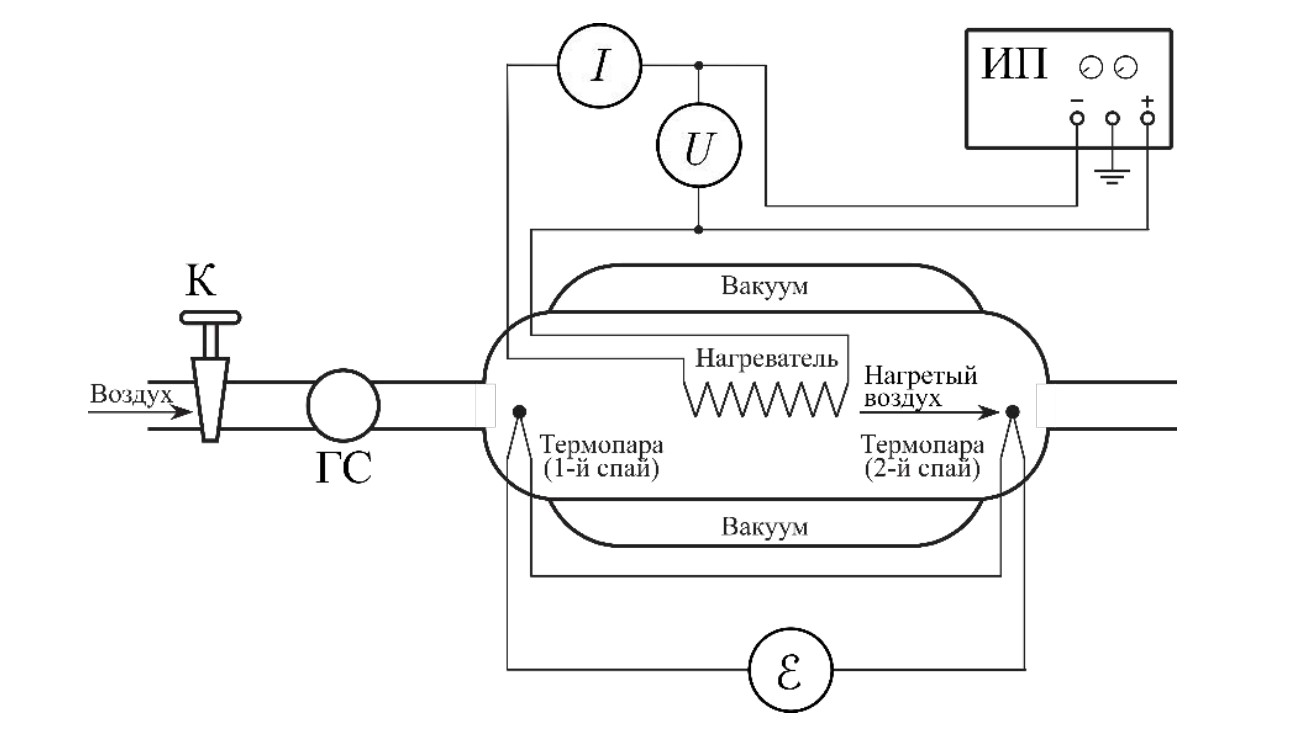 I
ИП
− +
U
К
Вакуум
Нагреватель
Воздух
Нагретый
воздух
ГС
Термопара
(1-й спай)
Термопара
(2-й спай)
Вакуум
ℰ